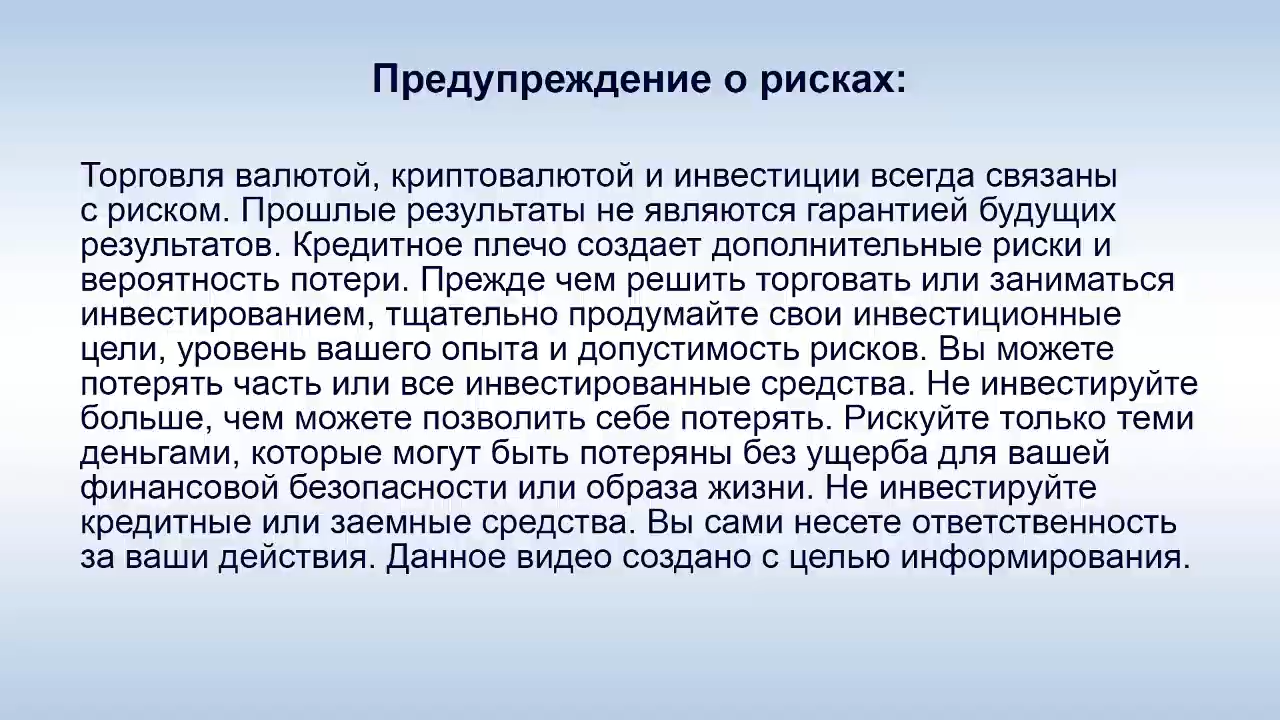 Предупреждение о рисках:
Торговля валютой, криптовалютой и инвестиции всегда связаны
с риском. Прошлые результаты не являются гарантией будущих
результатов. Кредитное плечо создает дополнительные риски и
вероятность потери. Прежде чем решить торговать или заниматься
инвестированием, тщательно продумайте свои инвестиционные
цели, уровень вашего опыта и допустимость рисков. Вы можете
потерять часть или все инвестированные средства. Не инвестируйте
больше, чем можете позволить себе потерять. Рискуйте только теми
деньгами, которые могут быть потеряны без ущерба для вашей
финансовой безопасности или образа жизни. Не инвестируйте
кредитные или заемные средства. Вы сами несете ответственность
за ваши действия. Данное видео создано с целью информирования.